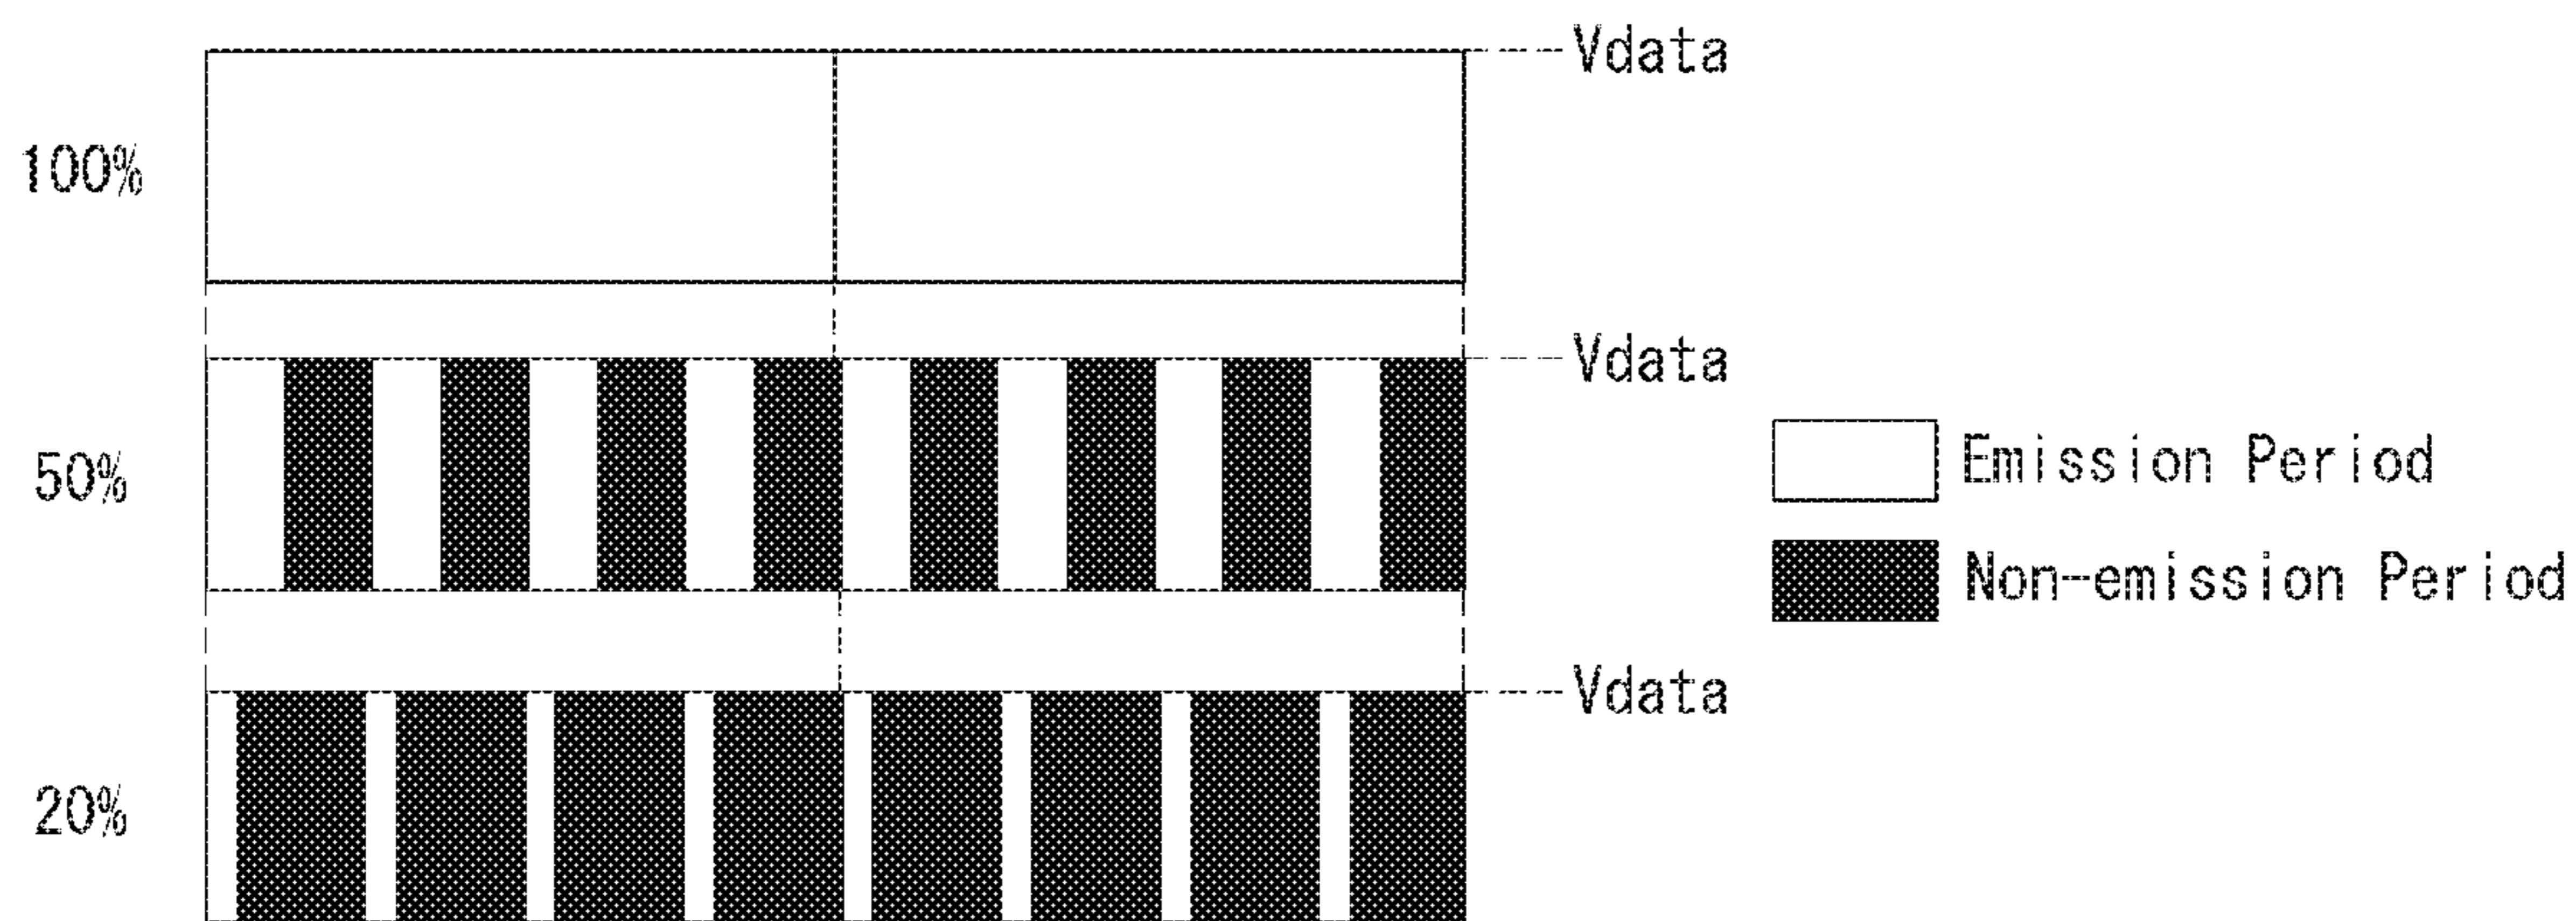 Vdata
100%
Vdata
50%
Emission Period
Non-emission Period
Vdata
20%